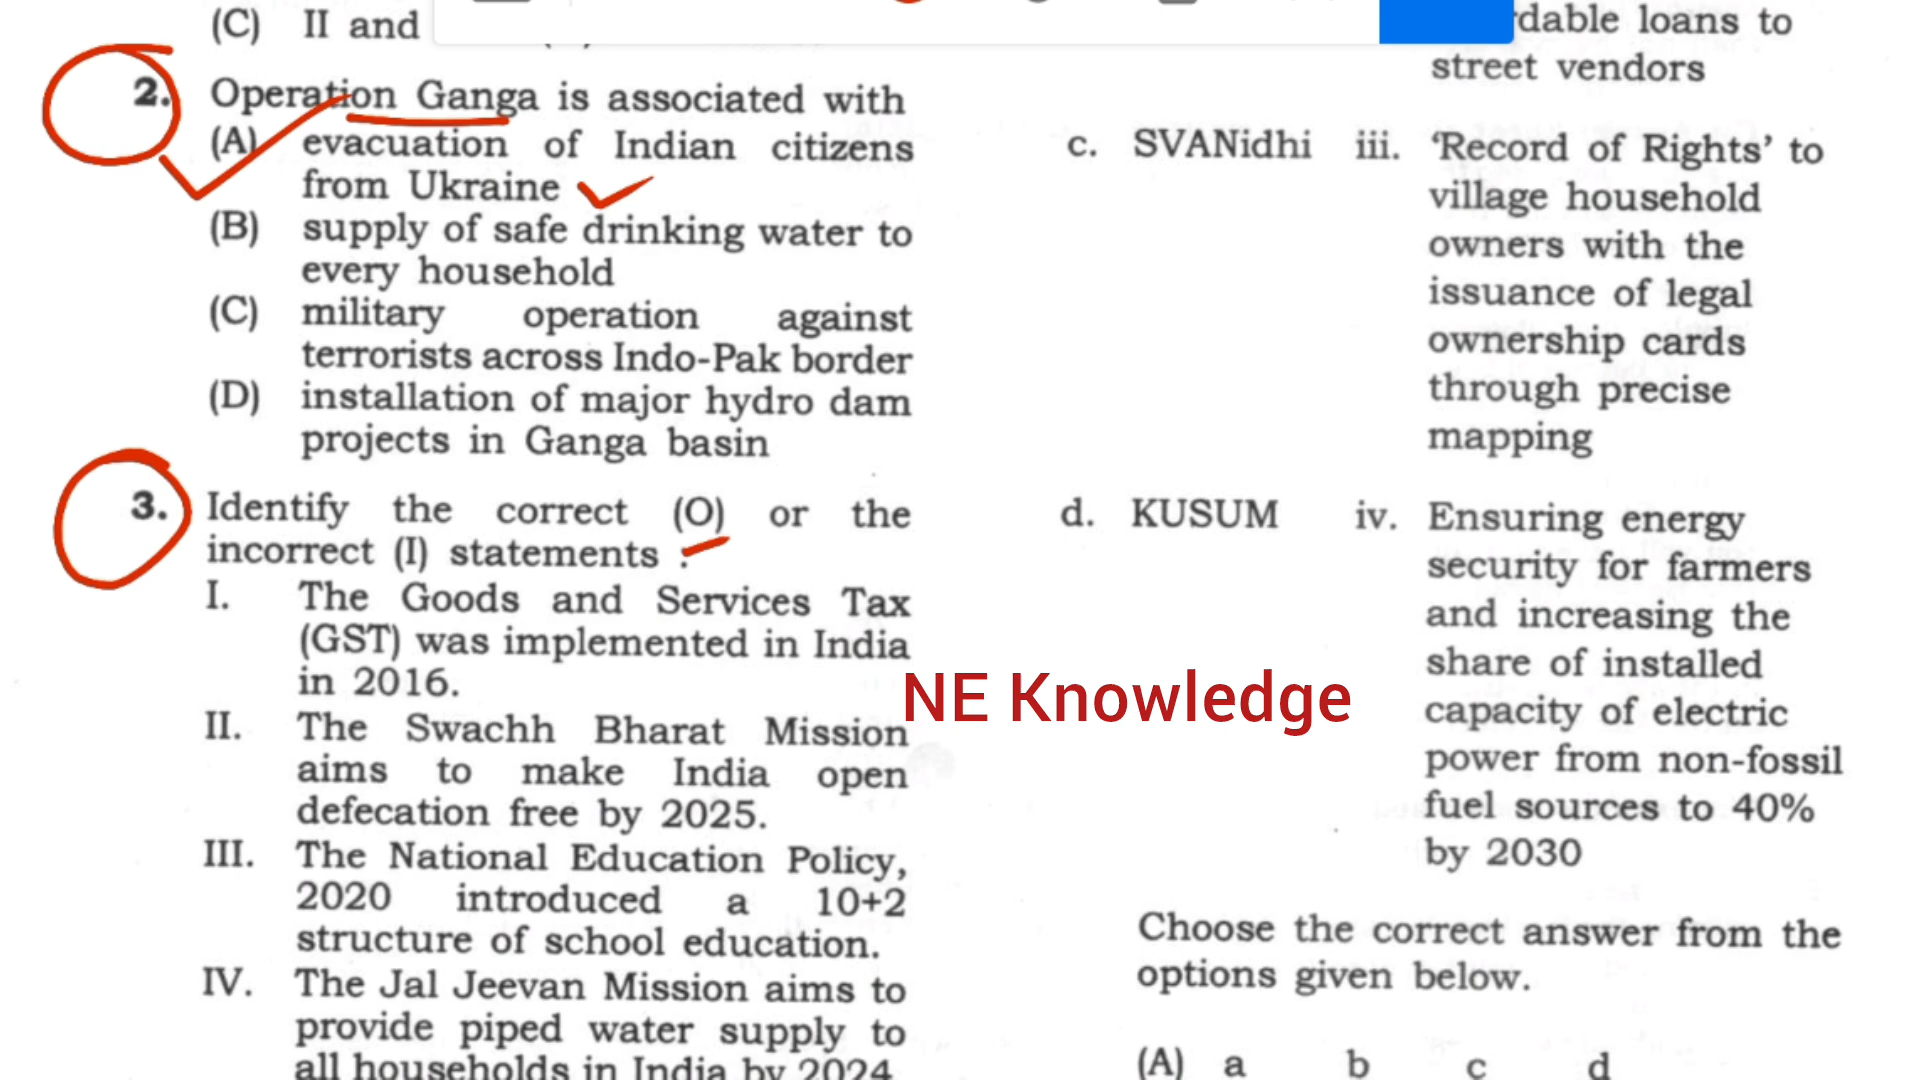 (C) II and
2. Operation Ganga is associated with
(A) evacuation of Indian citizens
from Ukraine
(B) supply of safe drinking water to
every household
(C) military operation against
terrorists across Indo-Pak border
(D) installation of major hydro dam
projects in Ganga basin
3. Identify the correct (O) or the
incorrect (I) statements :
I. The Goods and Services Tax
(GST) was implemented in India
in 2016.
II. The Swachh Bharat Mission
aims to make India open
defecation free by 2025.
III. The National Education Policy,
2020 introduced a 10+2
structure of school education.
IV. The Jal Jeevan Mission aims to
provide piped water supply to
all households in India by 2024
NE Knowledge
loans to
street vendors
c. SVANidhi iii. ‘Record of Rights’ to
village household
owners with the
issuance of legal
ownership cards
through precise
mapping
d. KUSUM iv. Ensuring energy
security for farmers
and increasing the
share of installed
capacity of electric
power from non-fossil
fuel sources to 40%
by 2030
Choose the correct answer from the
options given below.
(A) a b c d